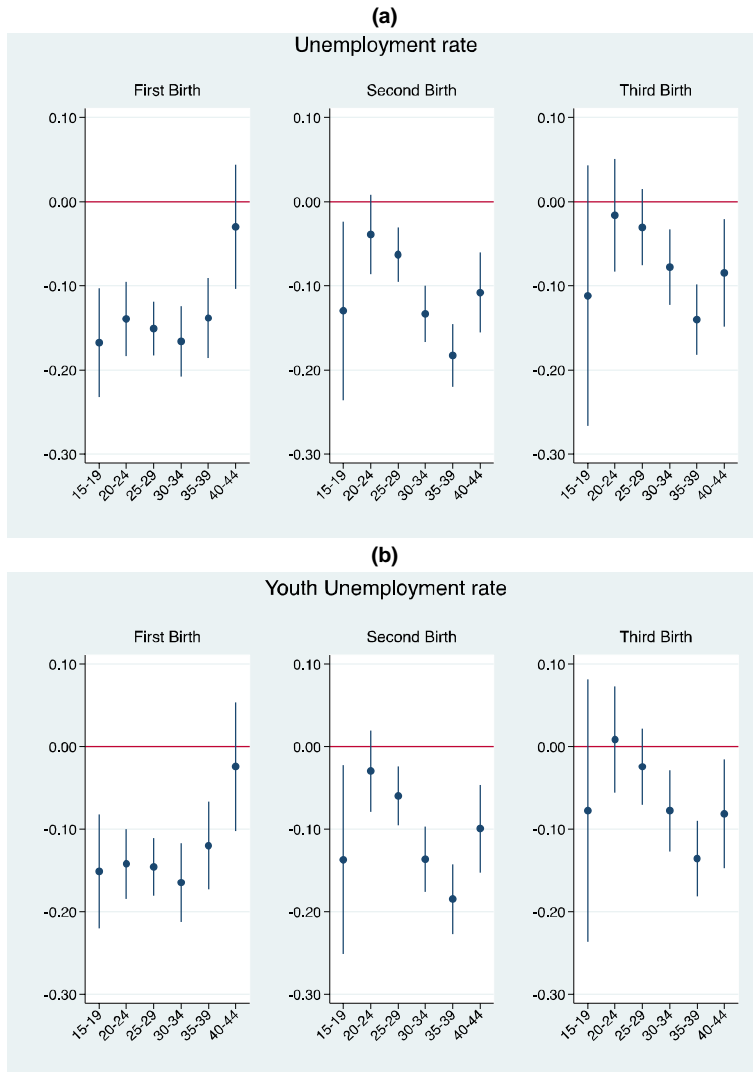 (a)
Unemployment rate
First Birth Second Birth Third Birth
0.10 0.10 0.10
0.00 0.00 0.00
-0.10 -0.10 -0.10
-0.20 -0.20 -0.20
-0.30 -0.30 -0.30
15-19 20-24 25-29 30-34 35-39 40-44 15-19 20-24 25-29 30-34 35-39 40-44 15-19 20-24 25-29 30-34 35-39 40-44
(b)
Youth Unemployment rate
First Birth Second Birth Third Birth
0.10 0.10 0.10
0.00 0.00 0.00
-0.10 -0.10 -0.10
-0.20 -0.20 -0.20
-0.30 -0.30 -0.30
15-19 20-24 25-29 30-34 35-39 40-44 15-19 20-24 25-29 30-34 35-39 40-44 15-19 20-24 25-29 30-34 35-39 40-44